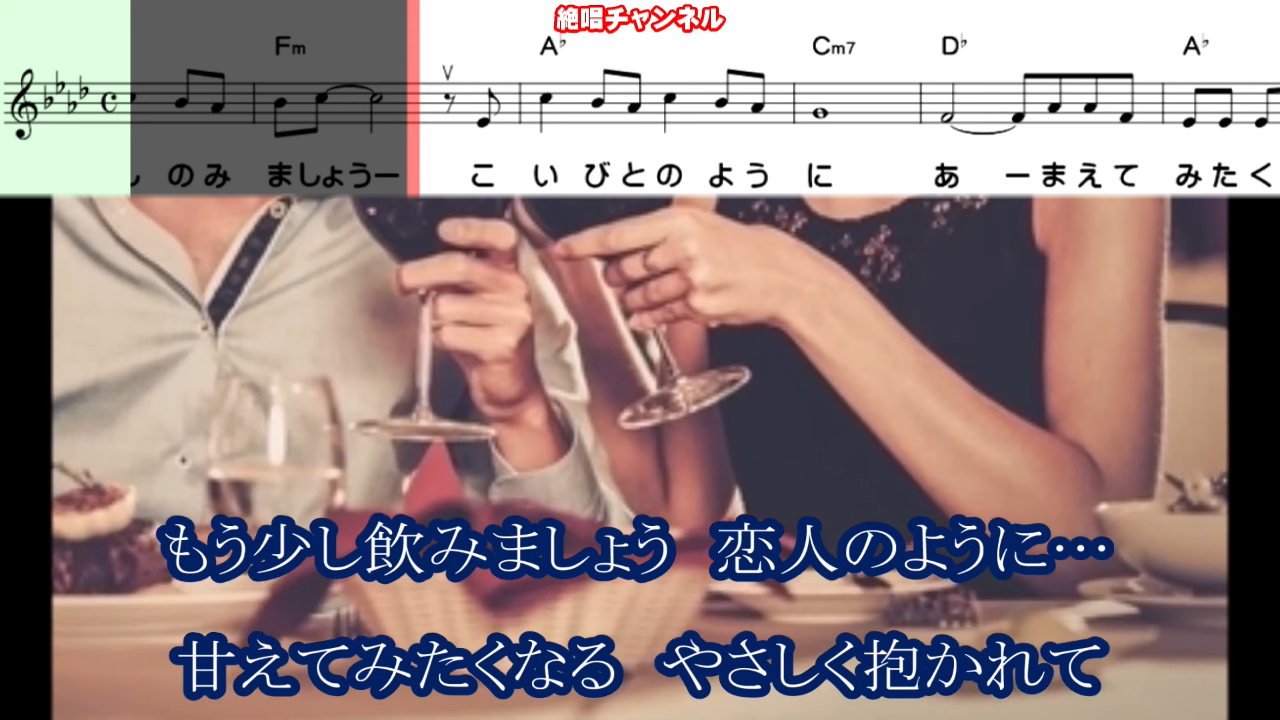 絶唱チャンネル
Fm A♭ Cm7 D♭ A♭
しのみ ましょうー こ いびとの ように あ ーまえて みたく
もう少し飲みましょう 恋人のように…
甘えてみたくなる やさしく抱かれて